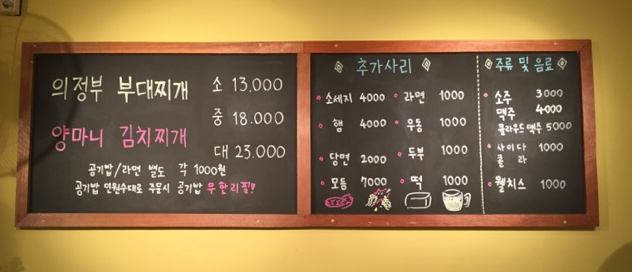 의정부 부대찌개
양마니 김치찌개
소 13.000
중 18.000
대 23.000
공기밥/라면 별도 각 1000원
공기밥 인원수대로 주문시 공기밥 무한리필!!
추가사리
소세지 4000
햄 4000
당면 2000
모듬 7000
라면 1000
우동 1000
두부 1000
떡 1000
주류 및 음료
소주 3000
맥주 4000
클라우드 맥주 5000
사이다
콜라 1000
웰치스 1000